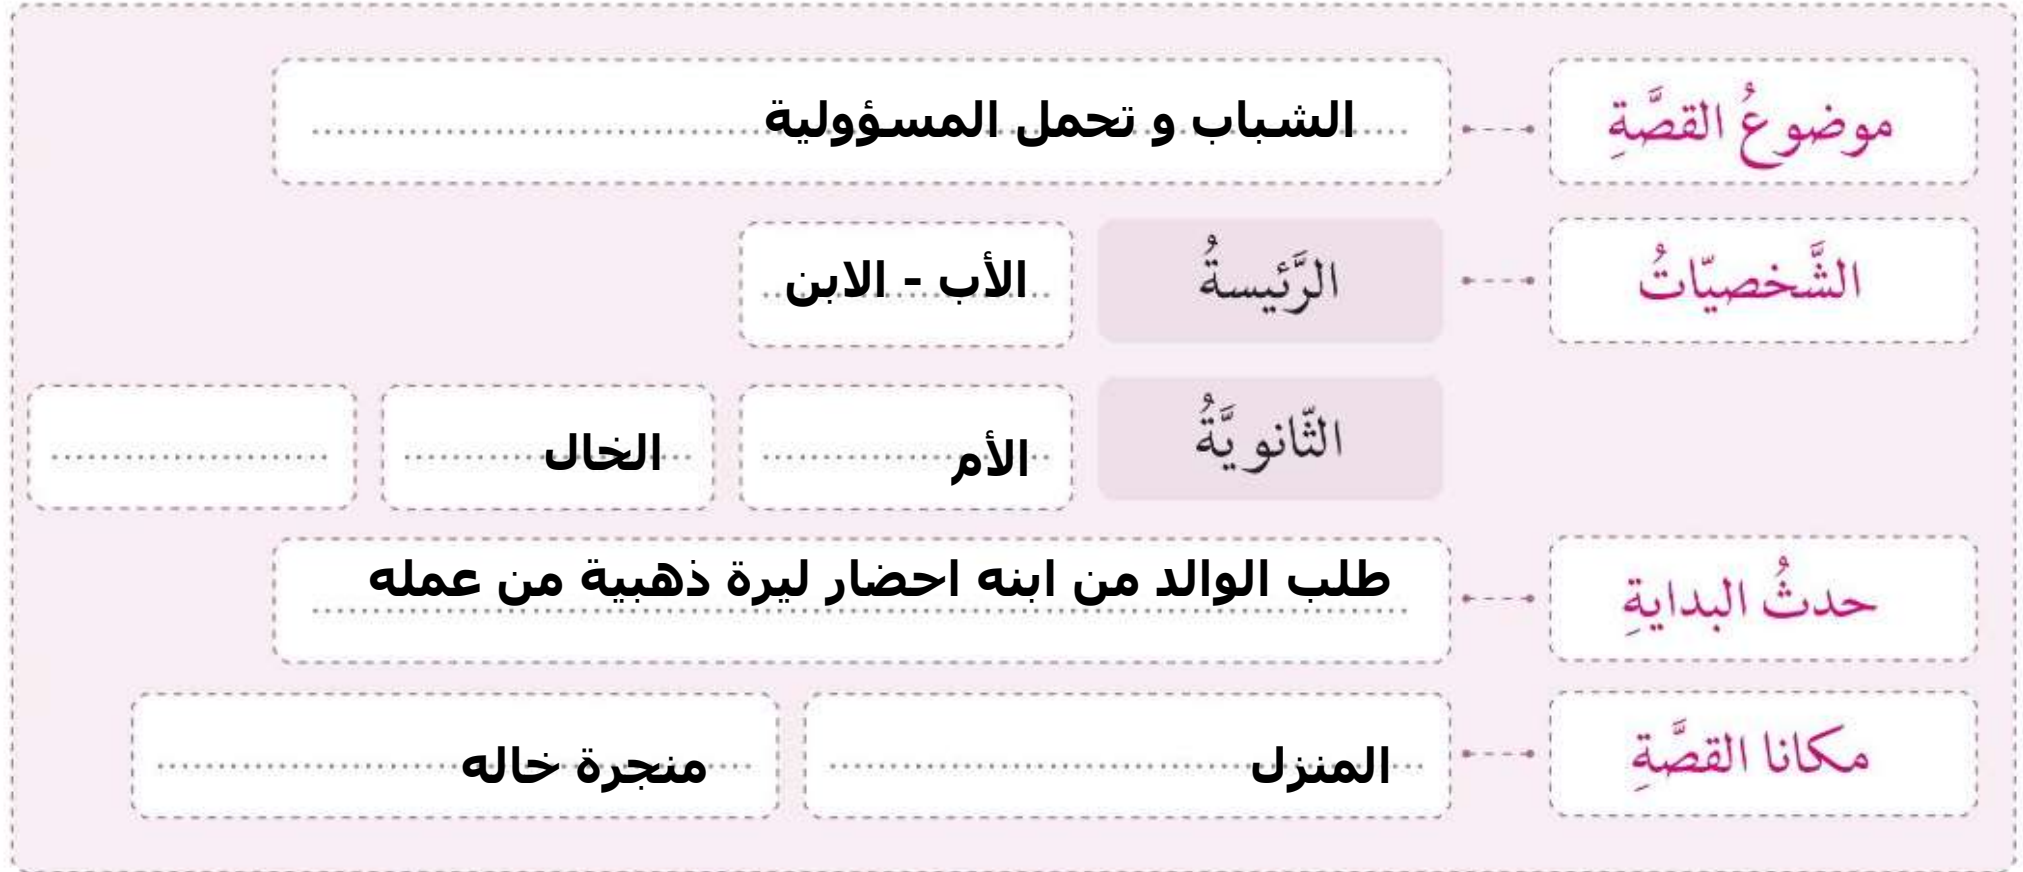 موضوعُ القصَّةِ
الشباب و تحمل المسؤولية
الشَّخصيّاتُ
الرَّئيسةُ
الأب - الابن
الثّانويَّةُ
الأم
الخال
حدثُ البدايةِ
طلب الوالد من ابنه احضار ليرة ذهبية من عمله
مكانا القصَّةِ
المنزل
منجرة خاله